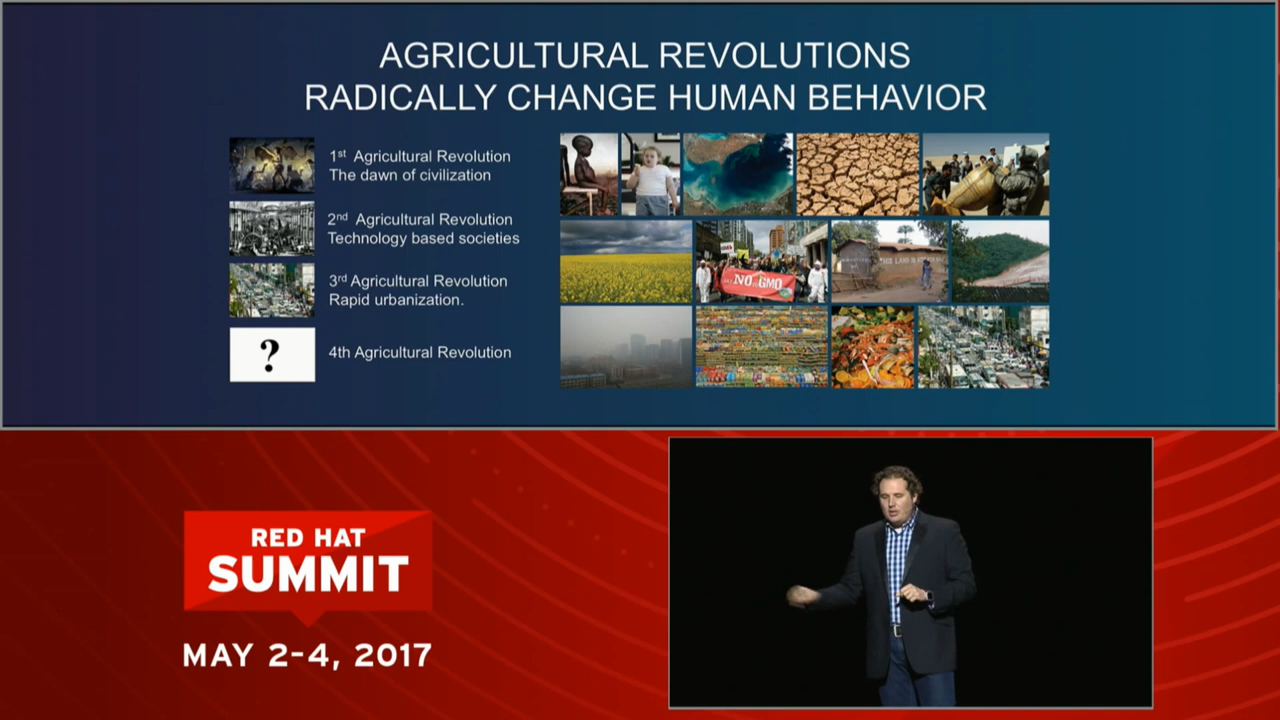 AGRICULTURAL REVOLUTIONS
RADICALLY CHANGE HUMAN BEHAVIOR
1st Agricultural Revolution
The dawn of civilization
2nd Agricultural Revolution
Technology based societies
3rd Agricultural Revolution
Rapid urbanization.
?
4th Agricultural Revolution
NO GMO
RED HAT
SUMMIT
MAY 2-4, 2017